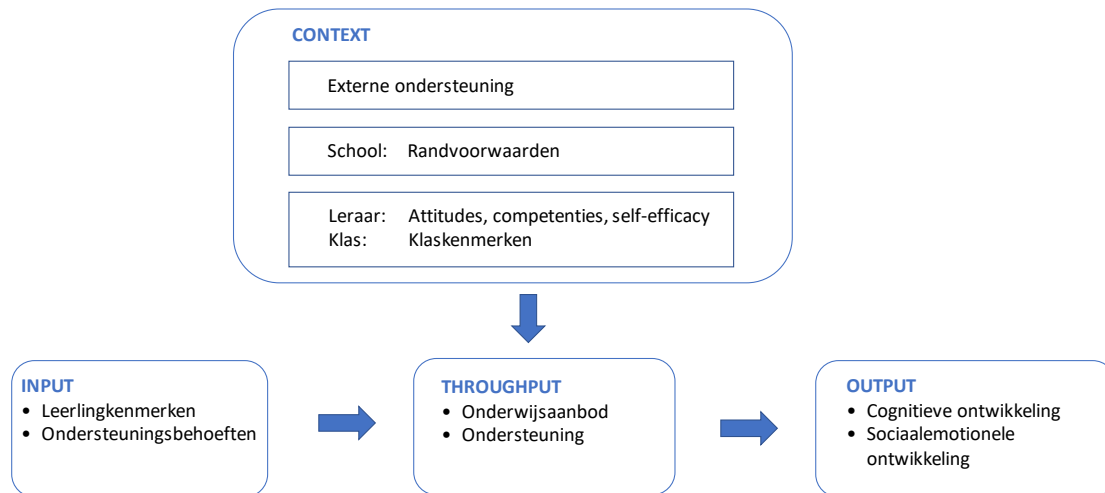 CONTEXT
Externe ondersteuning
School: Randvoorwaarden
Leraar: Attitudes, competenties, self-efficacy
Klas: Klaskenmerken
INPUT
• Leerlingkenmerken
• Ondersteuningsbehoeften
THROUGHPUT
• Onderwijsaanbod
• Ondersteuning
OUTPUT
• Cognitieve ontwikkeling
• Sociaalemotionele
ontwikkeling